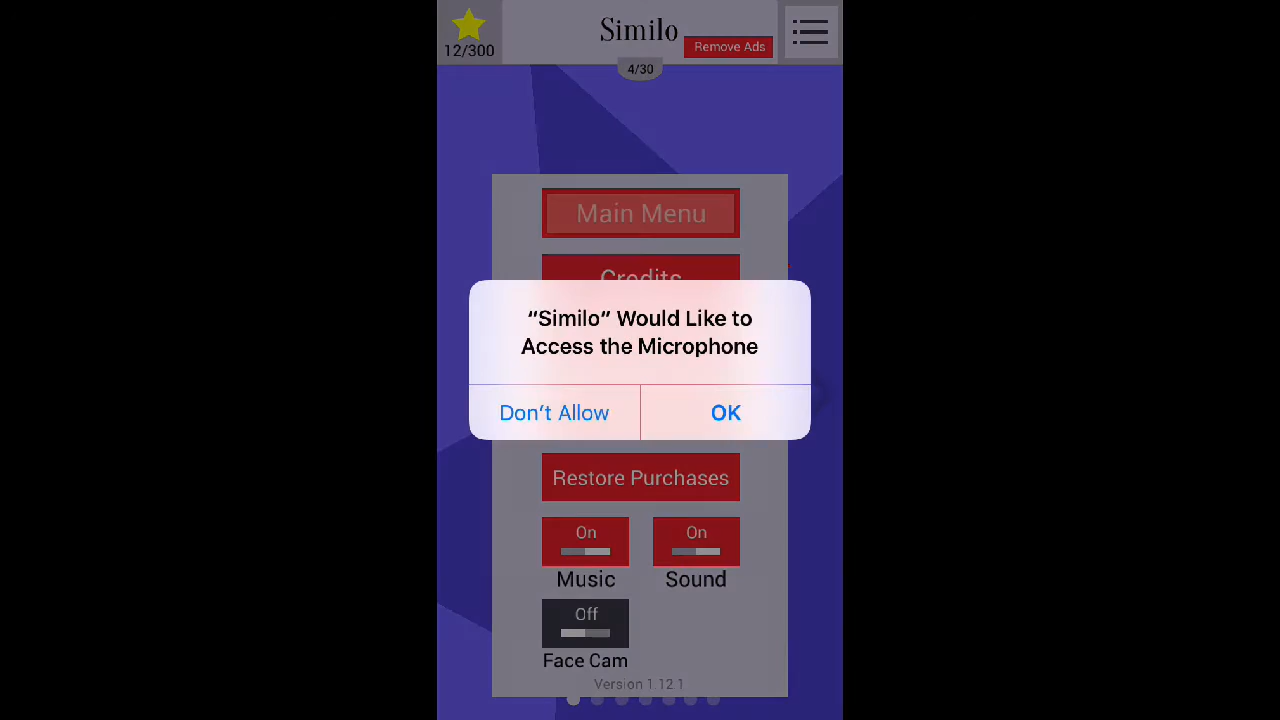 Similo
12/300
Remove Ads
4/30
Main Menu
Credits
“Similo” Would Like to
Access the Microphone
Don’t Allow
OK
Restore Purchases
On
On
Music
Sound
Off
Face Cam
Version 1.12.1